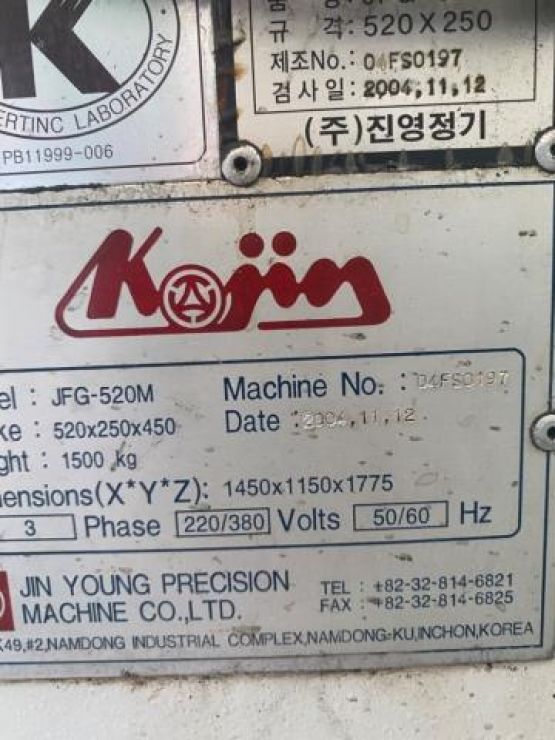 K
ERTINC LABORATORY
PB11999-006
규 격: 520 X 250
제조No.: 04FS0197
검사일: 2004,11,12
(주)진영정기
Kojin
el : JFG-520M
Machine No. : 04FS0197
ke : 520x250x450
Date : 2004,11,12
ght : 1500 kg
ensions(X*Y*Z): 1450x1150x1775
3 Phase 220/380 Volts 50/60 Hz
JIN YOUNG PRECISION
MACHINE CO.,LTD.
TEL : +82-32-814-6821
FAX : +82-32-814-6825
K49,#2,NAMDONG INDUSTRIAL COMPLEX,NAMDONG-KU,INCHON,KOREA